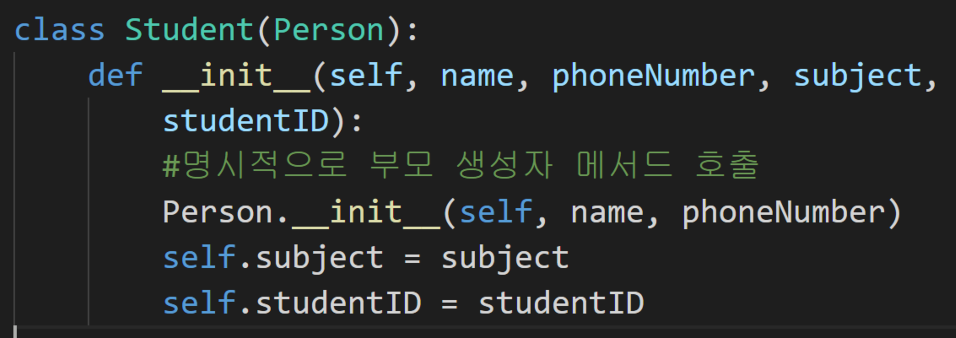 class Student(Person):
    def __init__(self, name, phoneNumber, subject,
        studentID):
        #명시적으로 부모 생성자 메서드 호출
        Person.__init__(self, name, phoneNumber)
        self.subject = subject
        self.studentID = studentID